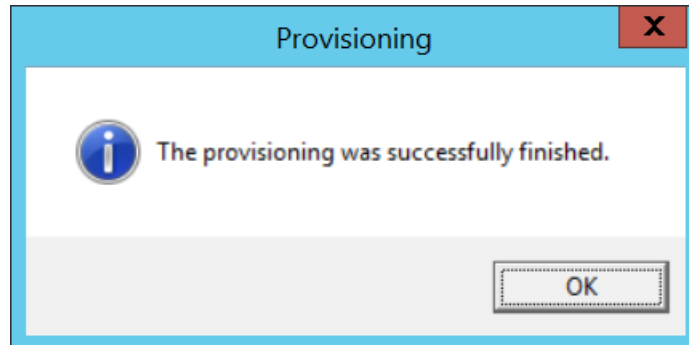 Provisioning
X
The provisioning was successfully finished.
OK